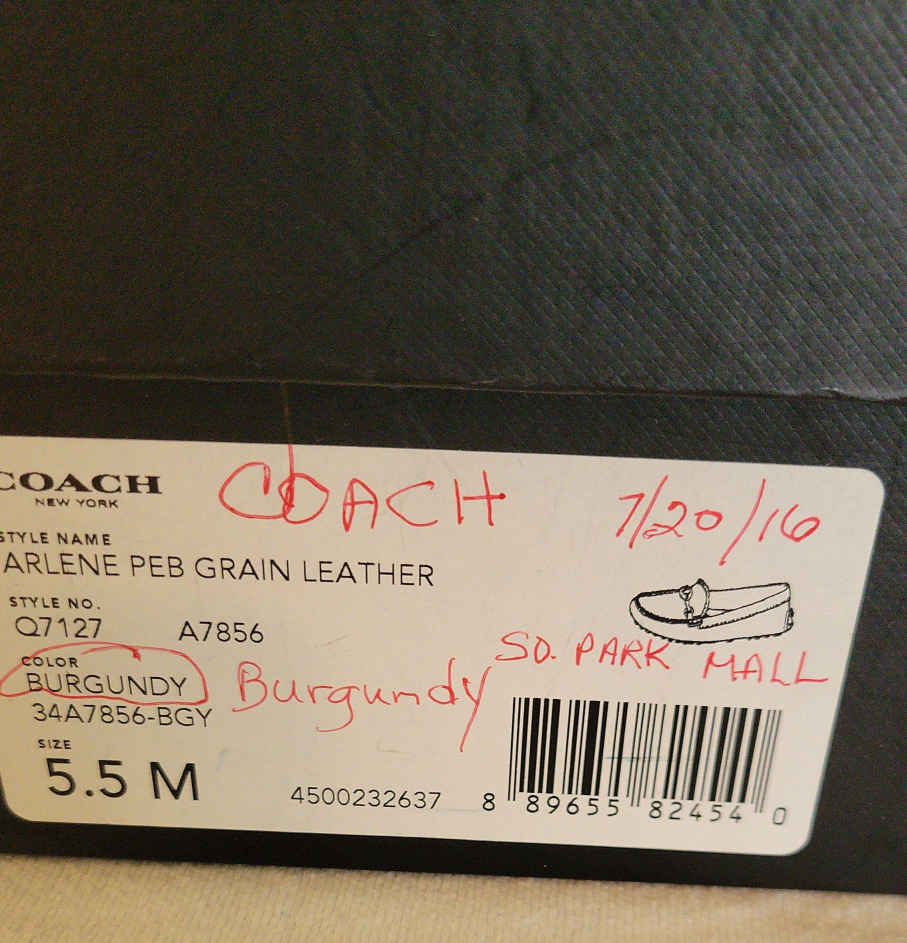 COACH COACH 7/20/16
NEW YORK
STYLE NAME
ARLENE PEB GRAIN LEATHER
STYLE NO.
Q7127 A7856
SO. PARK MALL
COLOR
BURGUNDY Burgundy
34A7856-BGY
SIZE
5.5 M
4500232637 8 89655 82454 0